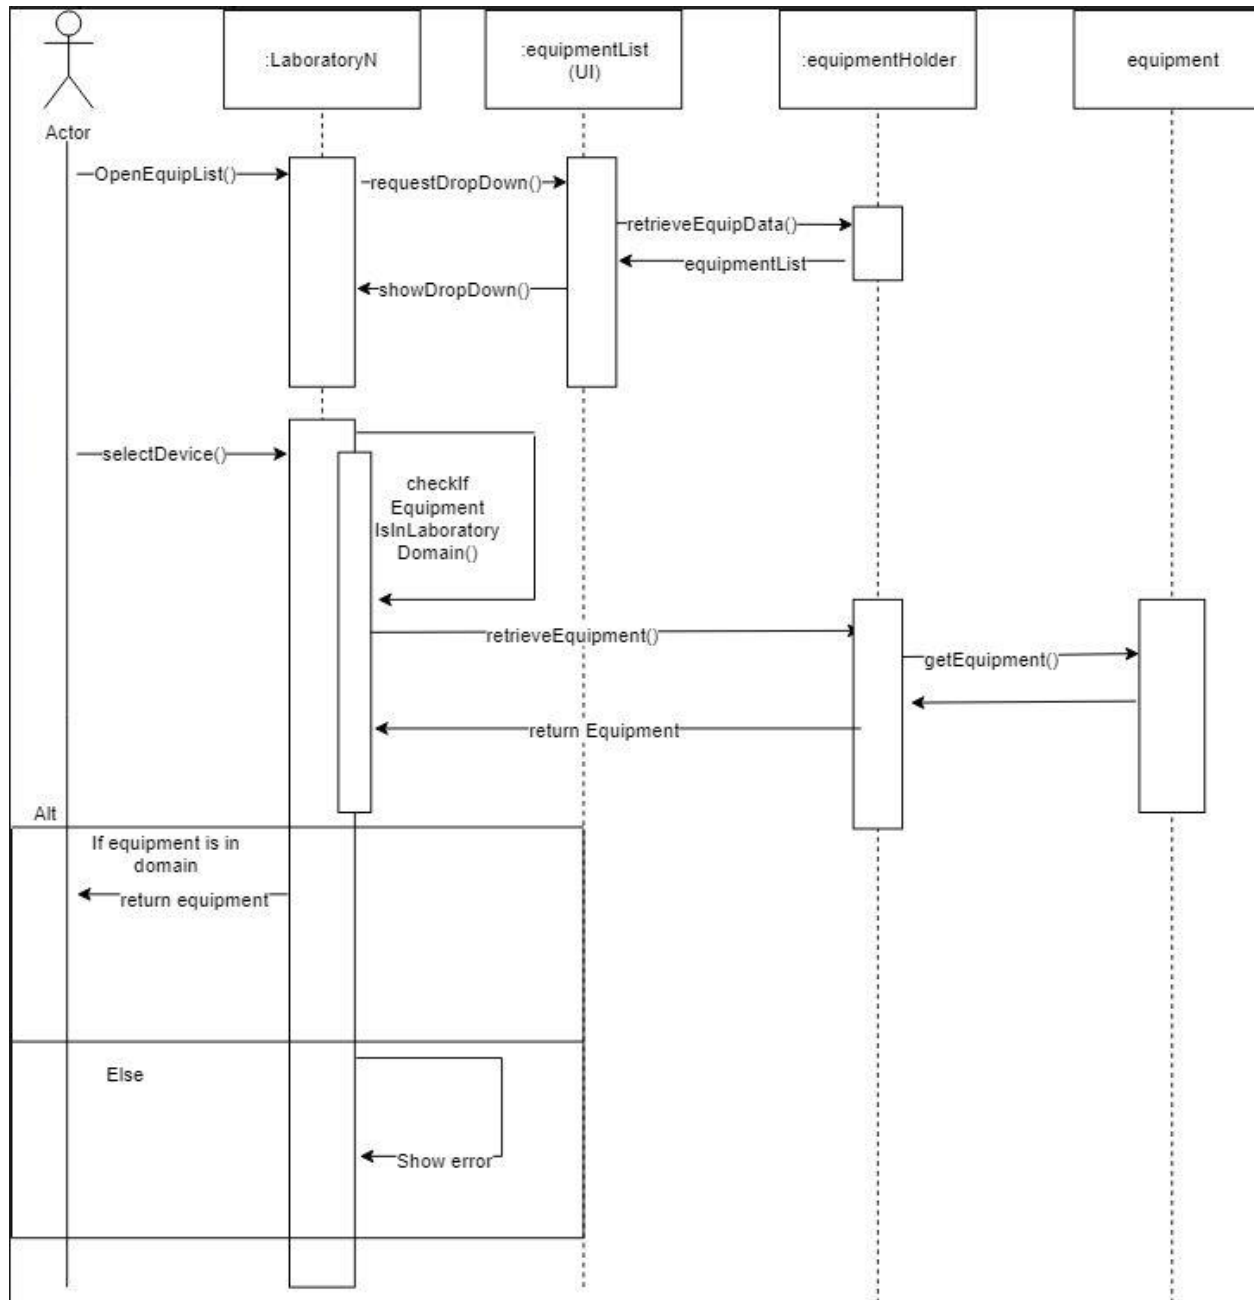 Actor
:LaboratoryN
:equipmentList
(UI)
:equipmentHolder
equipment
OpenEquipList()
requestDropDown()
retrieveEquipData()
equipmentList
showDropDown()
selectDevice()
checkIf
Equipment
IsInLaboratory
Domain()
retrieveEquipment()
getEquipment()
return Equipment
Alt
If equipment is in
domain
return equipment
Else
Show error